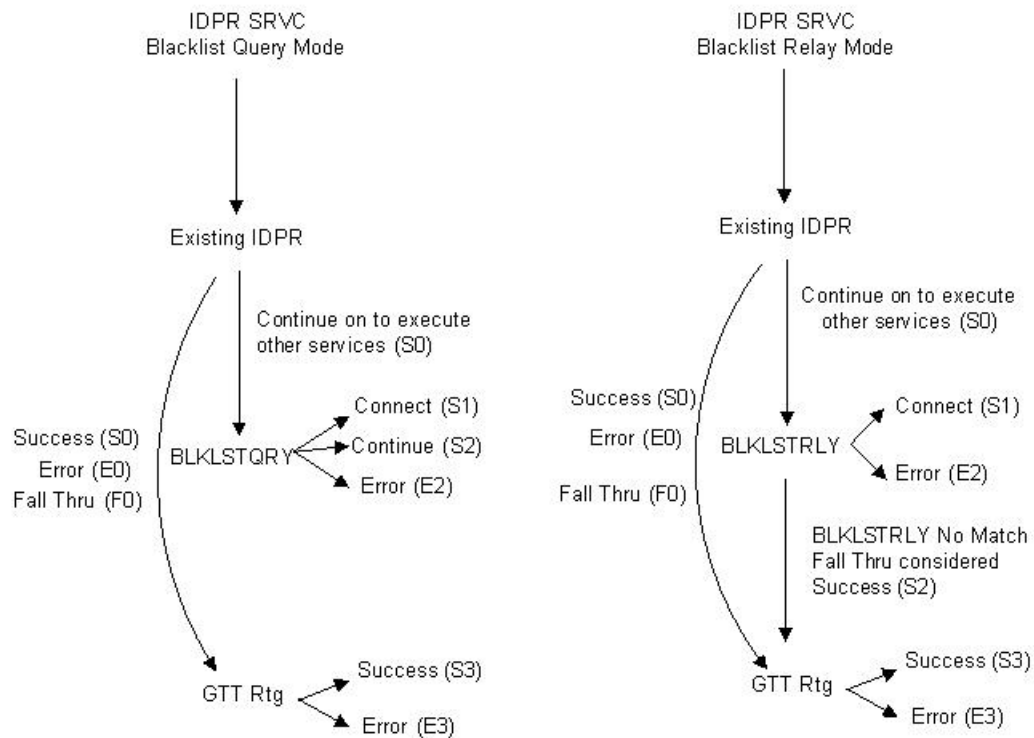 IDPR SRVC
Blacklist Query Mode
Existing IDPR
Continue on to execute
other services (S0)
Success (S0)
Error (E0)
Fall Thru (F0)
BLKLSTQRY
Connect (S1)
Continue (S2)
Error (E2)
GTT Rtg
Success (S3)
Error (E3)
IDPR SRVC
Blacklist Relay Mode
Existing IDPR
Continue on to execute
other services (S0)
Success (S0)
Error (E0)
Fall Thru (F0)
BLKLSTRLY
Connect (S1)
Error (E2)
BLKLSTRLY No Match
Fall Thru considered
Success (S2)
GTT Rtg
Success (S3)
Error (E3)